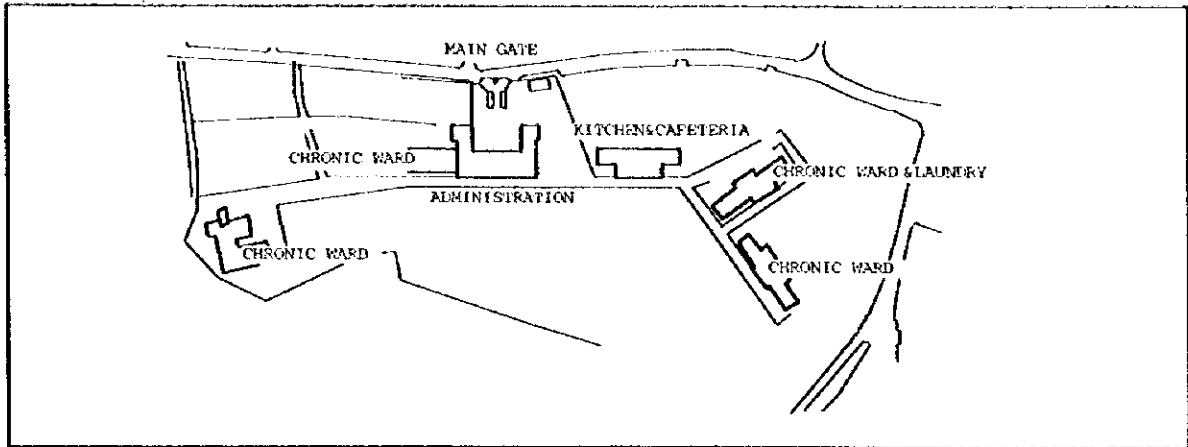 MAIN GATE
KITCHEN&CAFETERIA
CHRONIC WARD
CHRONIC WARD &LAUNDRY
ADMINISTRATION
CHRONIC WARD
CHRONIC WARD